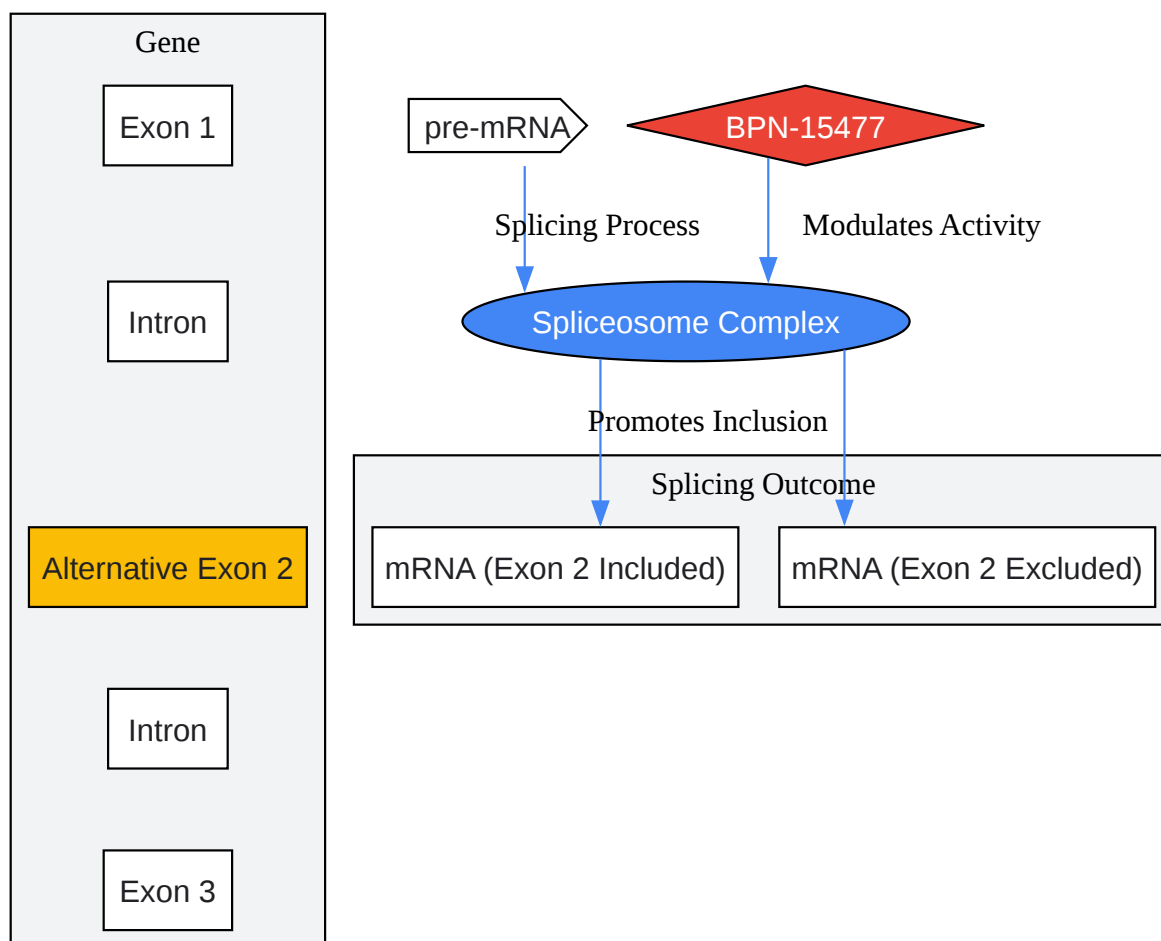 Gene
Exon 1
Intron
Alternative Exon 2
Intron
Exon 3
pre-mRNA
BPN-15477
Splicing Process
Modulates Activity
Spliceosome Complex
Promotes Inclusion
Splicing Outcome
mRNA (Exon 2 Included)
mRNA (Exon 2 Excluded)